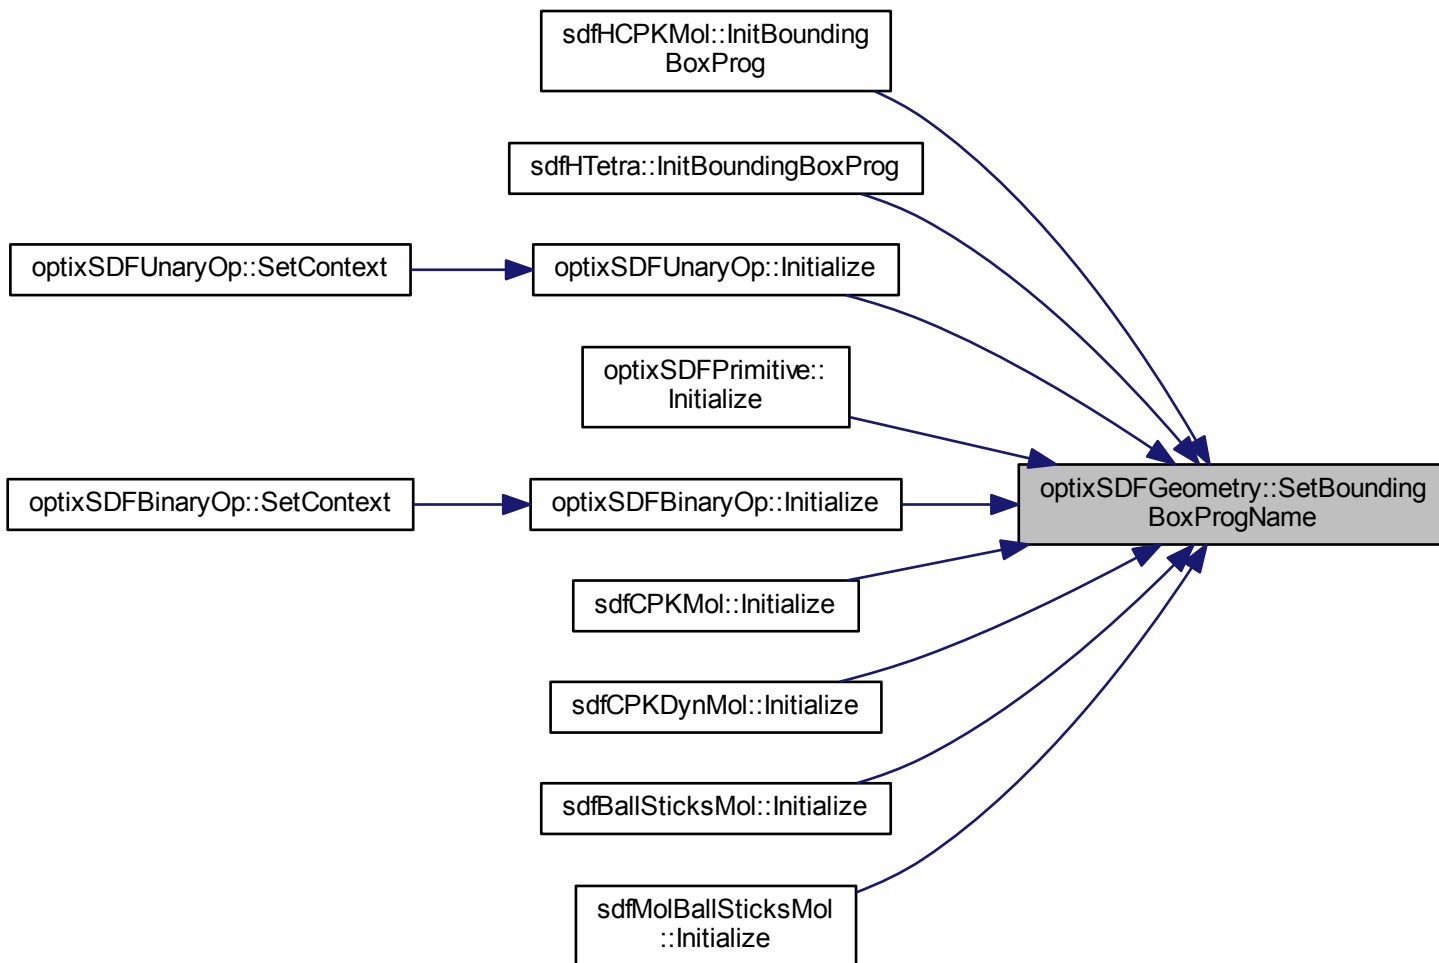 sdfHCPKMol::InitBounding
BoxProg
sdfHTetra::InitBoundingBoxProg
optixSDFUnaryOp::SetContext
optixSDFUnaryOp::Initialize
optixSDFPrimitive::
Initialize
optixSDFGeometry::SetBounding
BoxProgName
optixSDFBinaryOp::SetContext
optixSDFBinaryOp::Initialize
sdfCPKMol::Initialize
sdfCPKDynMol::Initialize
sdfBallSticksMol::Initialize
sdfMolBallSticksMol
::Initialize